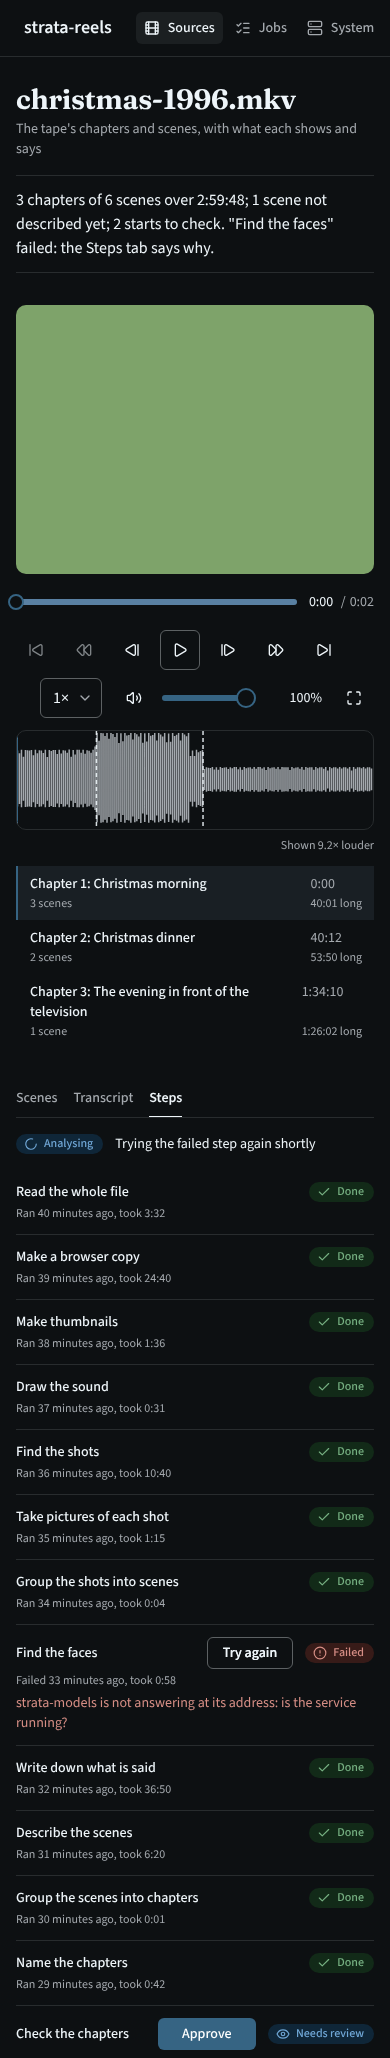 strata-reels
Sources
Jobs
System
christmas-1996.mkv
The tape's chapters and scenes, with what each shows and
says
3 chapters of 6 scenes over 2:59:48; 1 scene not
described yet; 2 starts to check. "Find the faces"
failed: the Steps tab says why.
0:00 / 0:02
1×
100%
Shown 9.2× louder
Chapter 1: Christmas morning 0:00
3 scenes 40:01 long
Chapter 2: Christmas dinner 40:12
2 scenes 53:50 long
Chapter 3: The evening in front of the 1:34:10
television
1 scene 1:26:02 long
Scenes Transcript Steps
Analysing Trying the failed step again shortly
Read the whole file Done
Ran 40 minutes ago, took 3:32
Make a browser copy Done
Ran 39 minutes ago, took 24:40
Make thumbnails Done
Ran 38 minutes ago, took 1:36
Draw the sound Done
Ran 37 minutes ago, took 0:31
Find the shots Done
Ran 36 minutes ago, took 10:40
Take pictures of each shot Done
Ran 35 minutes ago, took 1:15
Group the shots into scenes Done
Ran 34 minutes ago, took 0:04
Find the faces Try again Failed
Failed 33 minutes ago, took 0:58
strata-models is not answering at its address: is the service
running?
Write down what is said Done
Ran 32 minutes ago, took 36:50
Describe the scenes Done
Ran 31 minutes ago, took 6:20
Group the scenes into chapters Done
Ran 30 minutes ago, took 0:01
Name the chapters Done
Ran 29 minutes ago, took 0:42
Check the chapters Approve Needs review